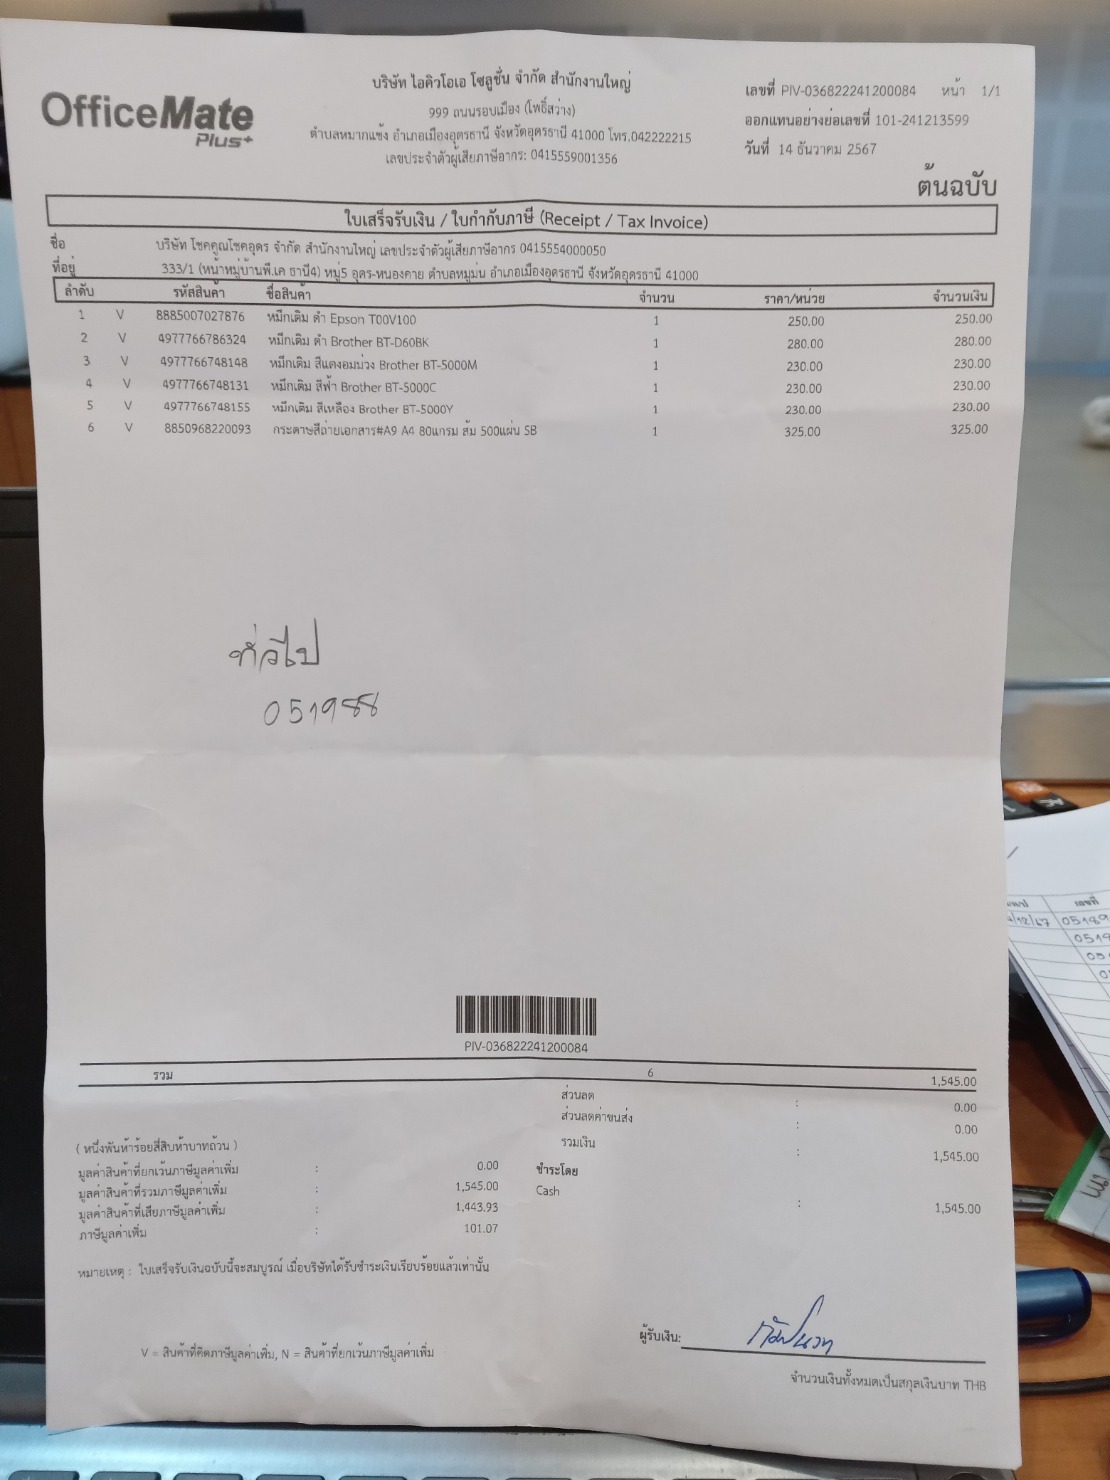 OfficeMate
Plus+
บริษัท ไอคิวโอเอ โซลูชั่น จำกัด สำนักงานใหญ่
999 ถนนรอบเมือง (โพธิ์สว่าง)
ตำบลหมากแข้ง อำเภอเมืองอุดรธานี จังหวัดอุดรธานี 41000 โทร.042222215
เลขประจำตัวผู้เสียภาษีอากร: 0415559001356
เลขที่ PIV-036822241200084 หน้า 1/1
ออกแทนอย่างย่อเลขที่ 101-241213599
วันที่ 14 ธันวาคม 2567
ต้นฉบับ
ใบเสร็จรับเงิน / ใบกำกับภาษี (Receipt / Tax Invoice)
ชื่อ บริษัท โชคคูณโชคอุดร จำกัด สำนักงานใหญ่ เลขประจำตัวผู้เสียภาษีอากร 0415554000050
ที่อยู่ 333/1 (หน้าหมู่บ้านพี.เค ธานี4) หมู่5 อุดร-หนองคาย ตำบลหมูม่น อำเภอเมืองอุดรธานี จังหวัดอุดรธานี 41000
ลำดับ รหัสสินค้า ชื่อสินค้า จำนวน ราคา/หน่วย จำนวนเงิน
1 V 8885007027876 หมึกเติม ดำ Epson T00V100 1 250.00 250.00
2 V 4977766786324 หมึกเติม ดำ Brother BT-D60BK 1 280.00 280.00
3 V 4977766748148 หมึกเติม สีแดงอมม่วง Brother BT-5000M 1 230.00 230.00
4 V 4977766748131 หมึกเติม สีฟ้า Brother BT-5000C 1 230.00 230.00
5 V 4977766748155 หมึกเติม สีเหลือง Brother BT-5000Y 1 230.00 230.00
6 V 8850968220093 กระดาษสีถ่ายเอกสาร#A9 A4 80แกรม ส้ม 500แผ่น SB 1 325.00 325.00
ทั่วไป
051988
PIV-036822241200084
รวม 6 1,545.00
ส่วนลด : 0.00
ส่วนลดค่าขนส่ง : 0.00
( หนึ่งพันห้าร้อยสี่สิบห้าบาทถ้วน ) รวมเงิน : 1,545.00
มูลค่าสินค้าที่ยกเว้นภาษีมูลค่าเพิ่ม : 0.00 ชำระโดย
มูลค่าสินค้าที่รวมภาษีมูลค่าเพิ่ม : 1,545.00 Cash : 1,545.00
มูลค่าสินค้าที่เสียภาษีมูลค่าเพิ่ม : 1,443.93
ภาษีมูลค่าเพิ่ม : 101.07
หมายเหตุ : ใบเสร็จรับเงินฉบับนี้จะสมบูรณ์ เมื่อบริษัทได้รับชำระเงินเรียบร้อยแล้วเท่านั้น
ผู้รับเงิน:
V = สินค้าที่คิดภาษีมูลค่าเพิ่ม, N = สินค้าที่ยกเว้นภาษีมูลค่าเพิ่ม
จำนวนเงินทั้งหมดเป็นสกุลเงินบาท THB
เลขที่
/12/67 05189